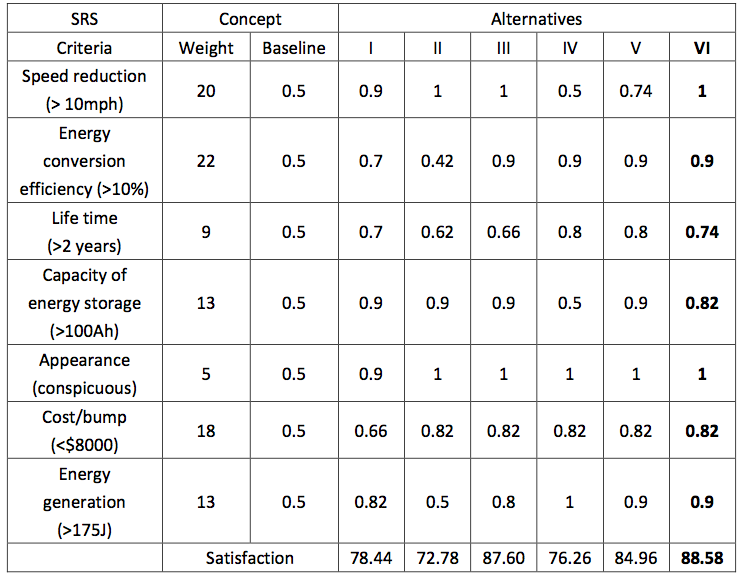 SRS Concept Alternatives
Criteria Weight Baseline I II III IV V VI
Speed reduction
(> 10mph) 20 0.5 0.9 1 1 0.5 0.74 1
Energy
conversion
efficiency (>10%) 22 0.5 0.7 0.42 0.9 0.9 0.9 0.9
Life time
(>2 years) 9 0.5 0.7 0.62 0.66 0.8 0.8 0.74
Capacity of
energy storage
(>100Ah) 13 0.5 0.9 0.9 0.9 0.5 0.9 0.82
Appearance
(conspicuous) 5 0.5 0.9 1 1 1 1 1
Cost/bump
(<$8000) 18 0.5 0.66 0.82 0.82 0.82 0.82 0.82
Energy
generation
(>175J) 13 0.5 0.82 0.5 0.8 1 0.9 0.9
Satisfaction 78.44 72.78 87.60 76.26 84.96 88.58